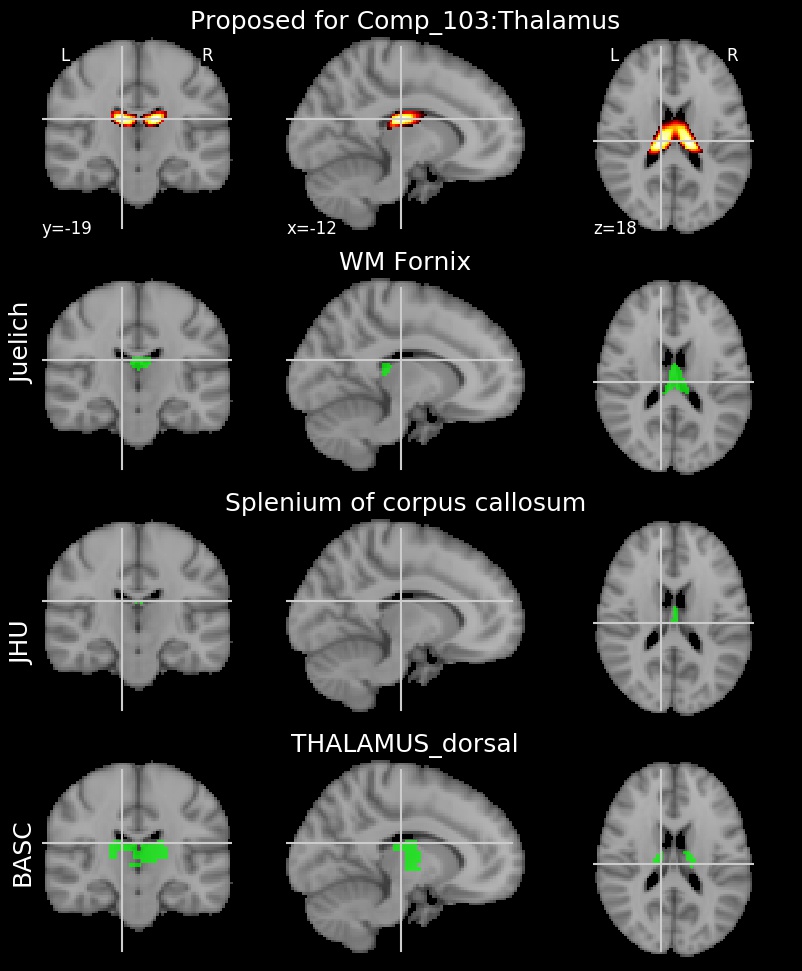 Proposed for Comp_103:Thalamus
L R L R
y=-19 x=-12 z=18
WM Fornix
Juelich
Splenium of corpus callosum
JHU
THALAMUS_dorsal
BASC